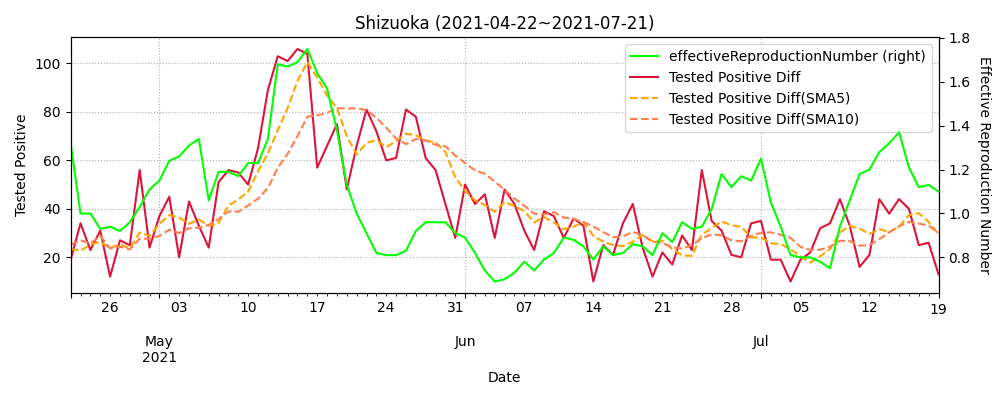 Shizuoka (2021-04-22~2021-07-21)
effectiveReproductionNumber (right)
Tested Positive Diff
Tested Positive Diff(SMA5)
Tested Positive Diff(SMA10)
Tested Positive
100
80
60
40
20
1.8
1.6
1.4
1.2
1.0
0.8
Effective Reproduction Number
26 03 10 17 24 31 07 14 21 28 05 12 19
May Jun Jul
2021
Date